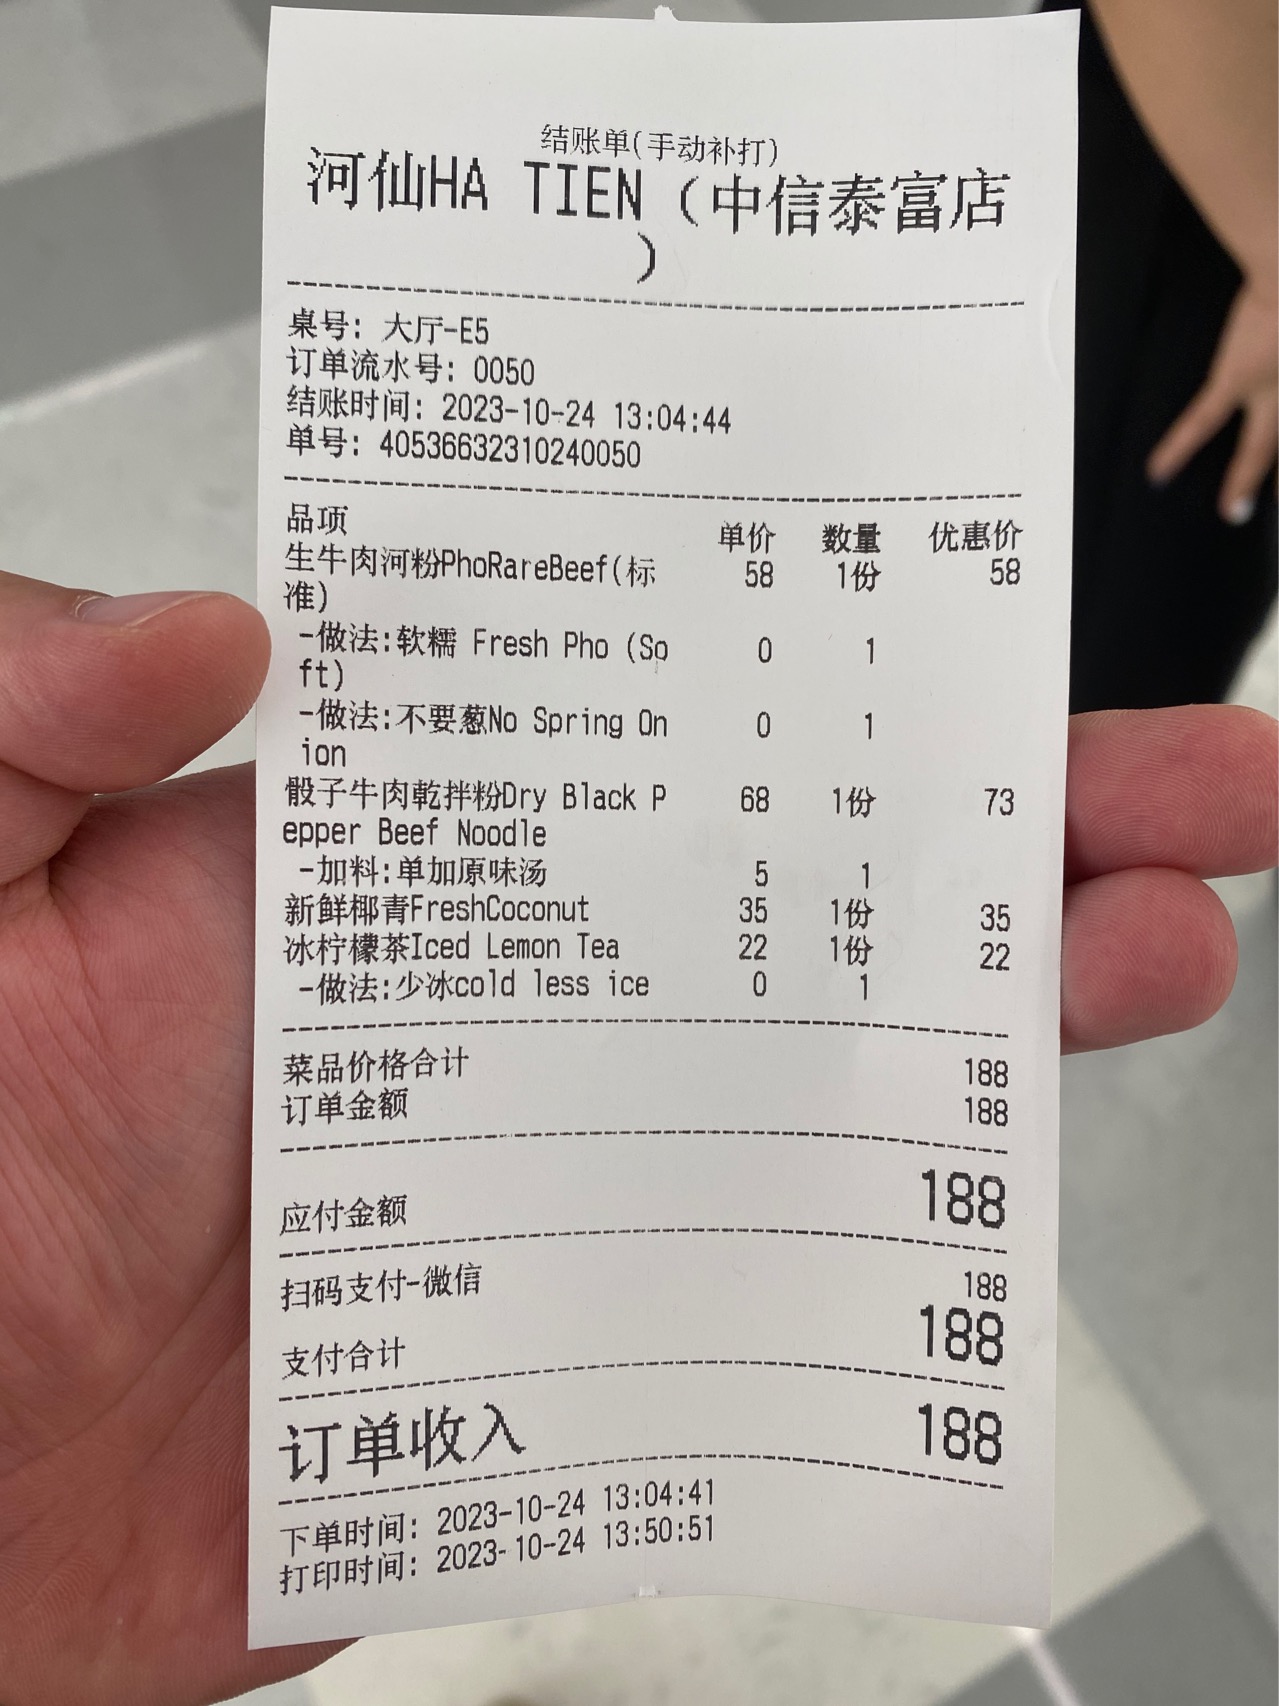 结账单(手动补打)
河仙HA TIEN（中信泰富店
）
桌号: 大厅-E5
订单流水号: 0050
结账时间: 2023-10-24 13:04:44
单号: 40536632310240050
品项 单价 数量 优惠价
生牛肉河粉PhoRareBeef(标 58 1份 58
准)
-做法:软糯 Fresh Pho (So 0 1
ft)
-做法:不要葱No Spring On 0 1
ion
骰子牛肉乾拌粉Dry Black P 68 1份 73
epper Beef Noodle
-加料:单加原味汤 5 1
新鲜椰青FreshCoconut 35 1份 35
冰柠檬茶Iced Lemon Tea 22 1份 22
-做法:少冰cold less ice 0 1
菜品价格合计 188
订单金额 188
应付金额 188
扫码支付-微信 188
支付合计 188
订单收入 188
下单时间: 2023-10-24 13:04:41
打印时间: 2023-10-24 13:50:51